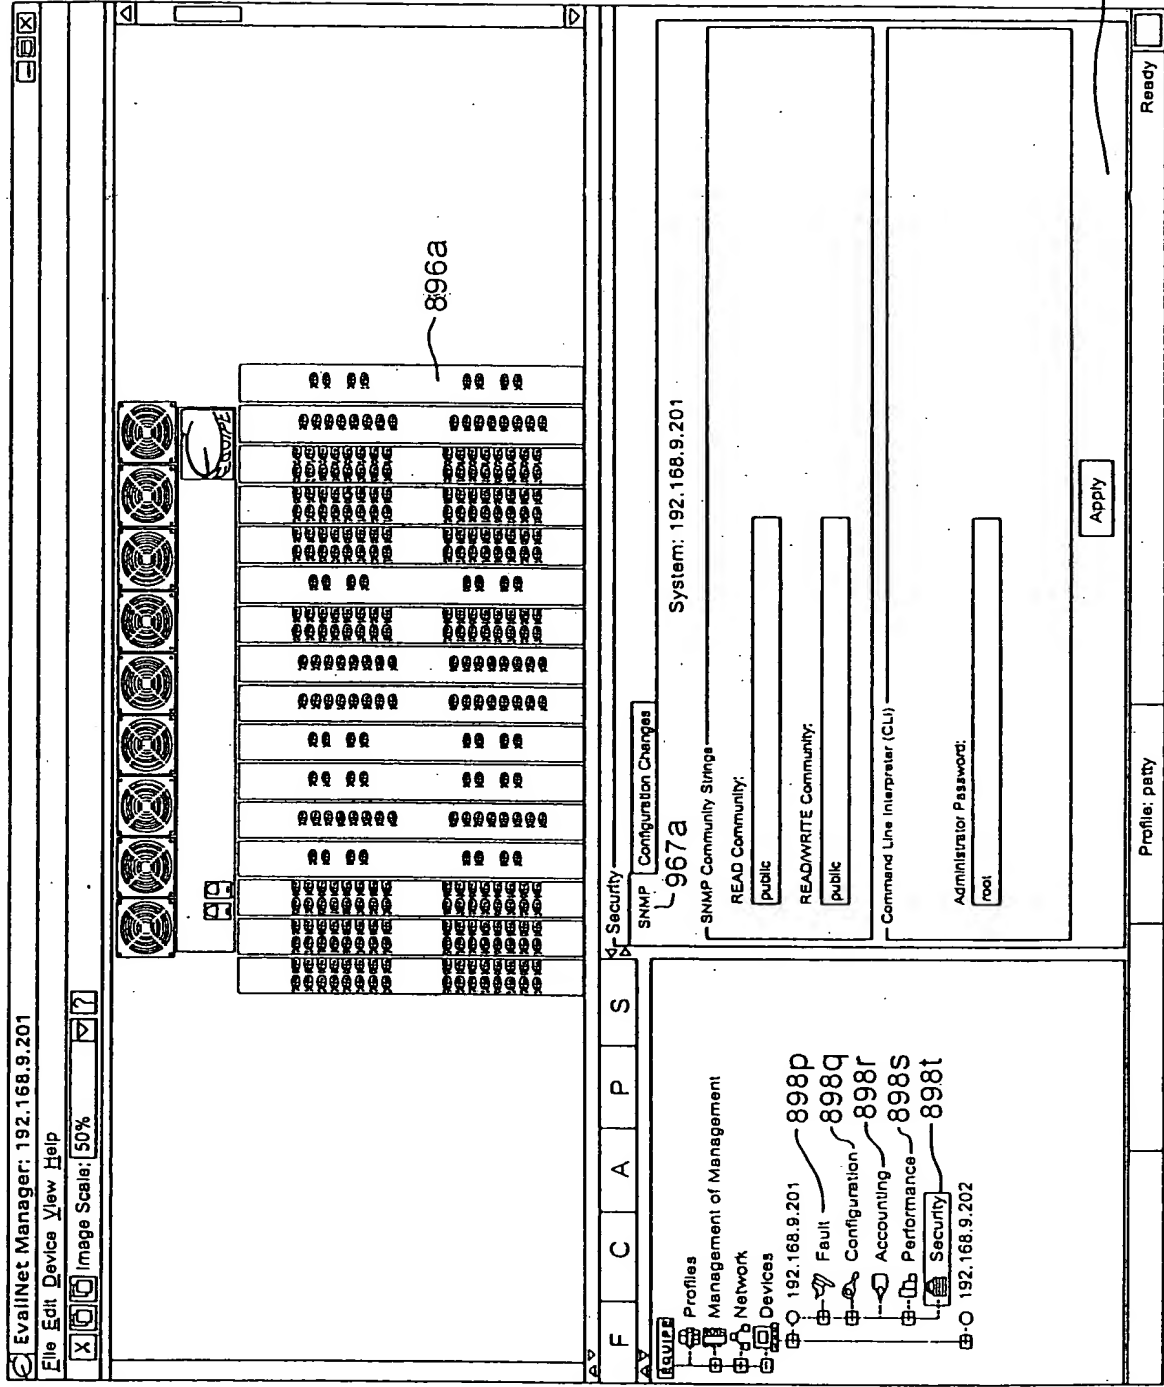 EvalINet Manager: 192.168.9.201
File Edit Device View Help
X Image Scale: 50% ?
896a
F C A P S
EQUIPE
Profiles
Management of Management
Network
Devices
192.168.9.201
Fault 898p
Configuration 898q
Accounting 898r
Performance 898s
Security 898t
192.168.9.202
Security
SNMP Configuration Changes
967a
System: 192.168.9.201
SNMP Community Strings
READ Community:
public
READ/WRITE Community:
public
Command Line Interpreter (CLI)
Administrator Password:
root
Apply
Profile: patty
Ready